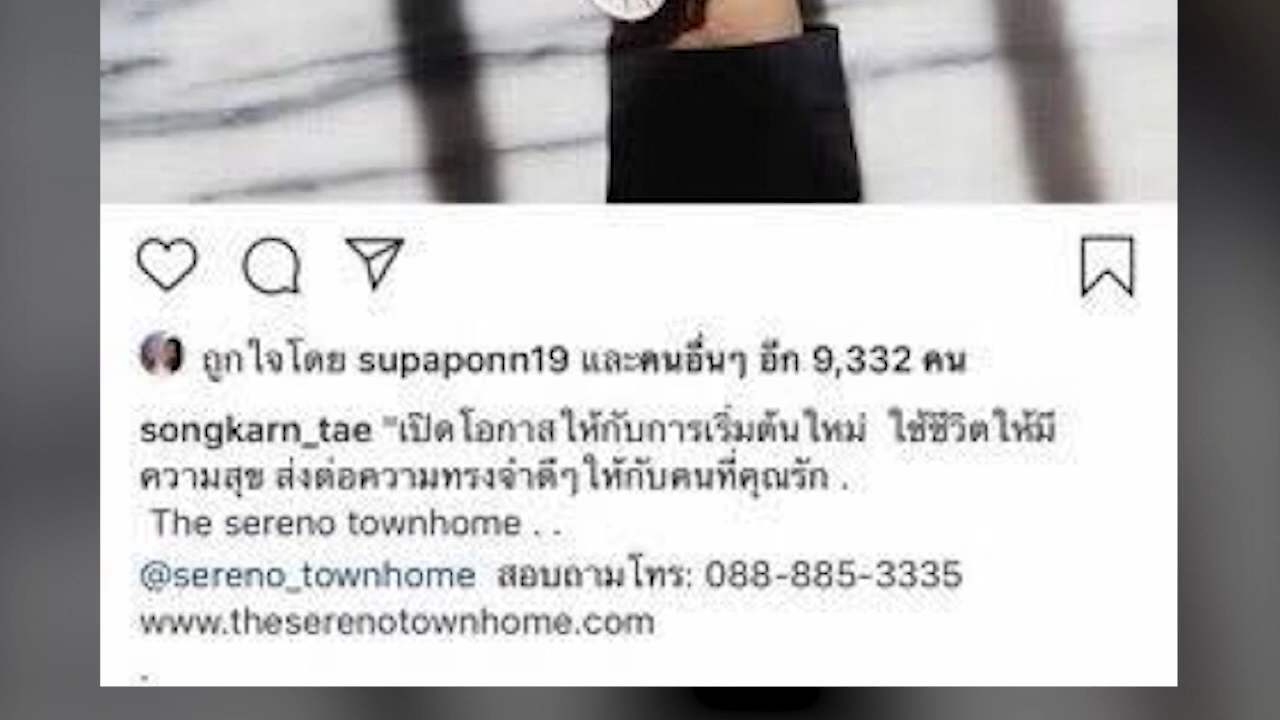 ถูกใจโดย supaponn19 และคนอื่นๆ อีก 9,332 คน
songkarn_tae "เปิดโอกาสให้กับการเริ่มต้นใหม่ ใช้ชีวิตให้มี
ความสุข ส่งต่อความทรงจำดีๆให้กับคนที่คุณรัก .
The sereno townhome . .
@sereno_townhome สอบถามโทร: 088-885-3335
www.theserenotownhome.com
.